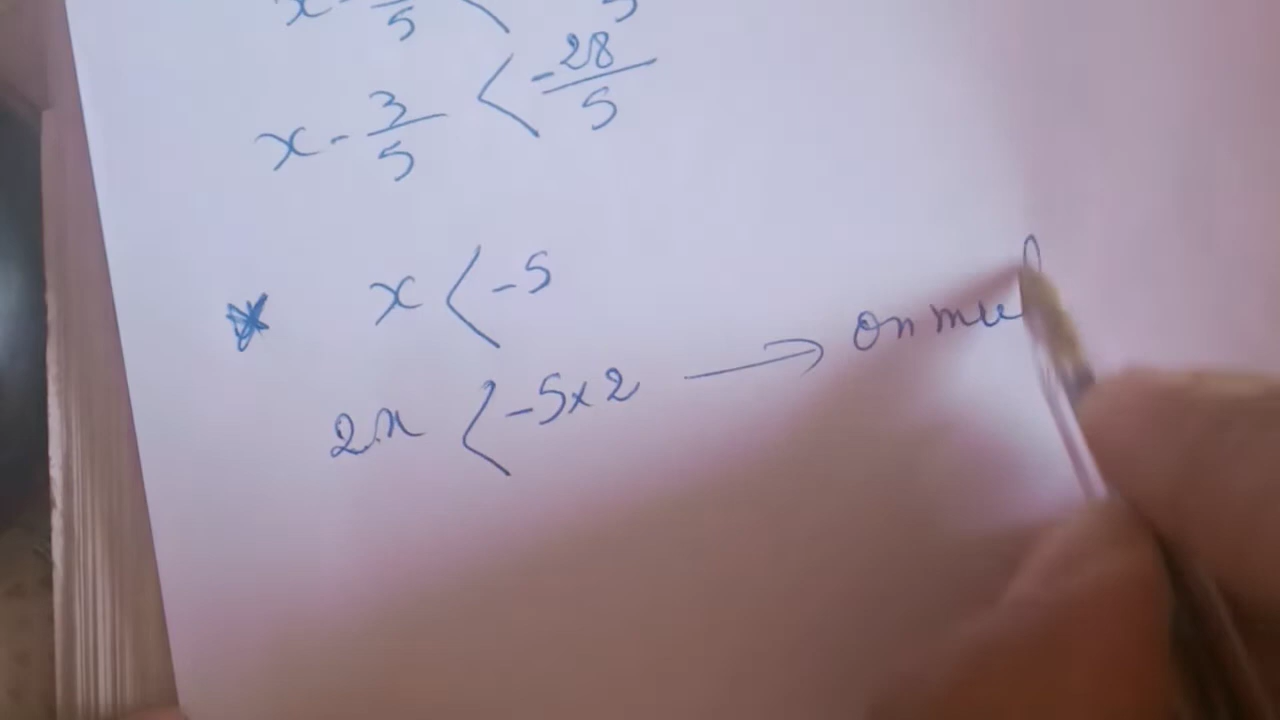 x - 3/5 < -28/5
x < -5
2x < -5x2 → on mul